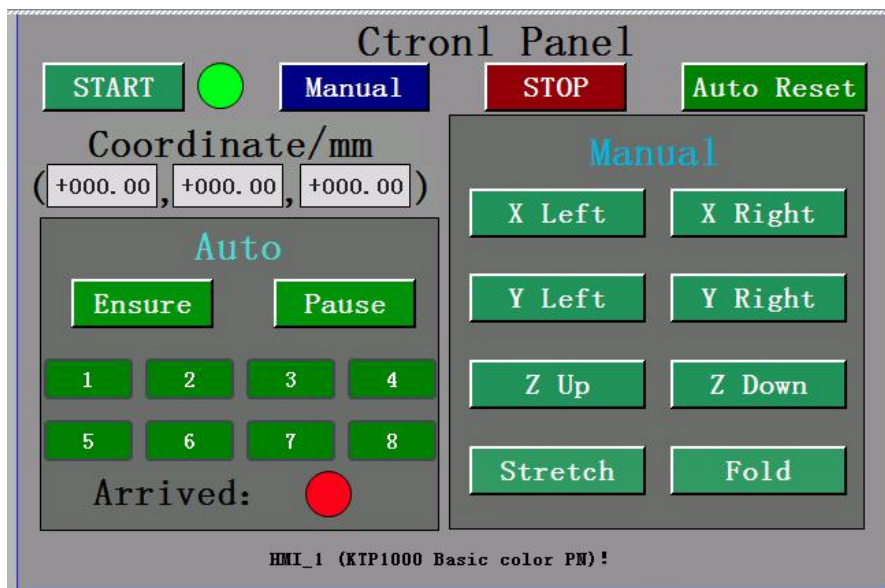 Ctronl Panel
START Manual STOP Auto Reset
Coordinate/mm
(+000.00,+000.00,+000.00)
Auto
Ensure Pause
1 2 3 4
5 6 7 8
Arrived:
Manual
X Left X Right
Y Left Y Right
Z Up Z Down
Stretch Fold
HMI_1 (KTP1000 Basic color PN)!